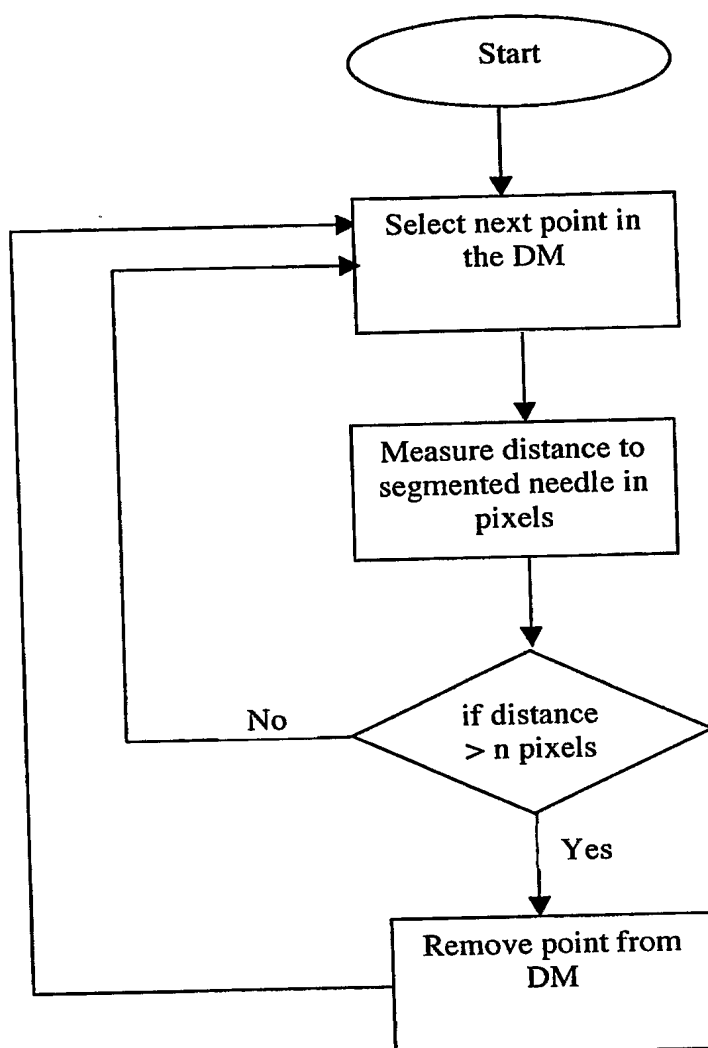 Start
Select next point in
the DM
Measure distance to
segmented needle in
pixels
if distance
> n pixels
No
Yes
Remove point from
DM